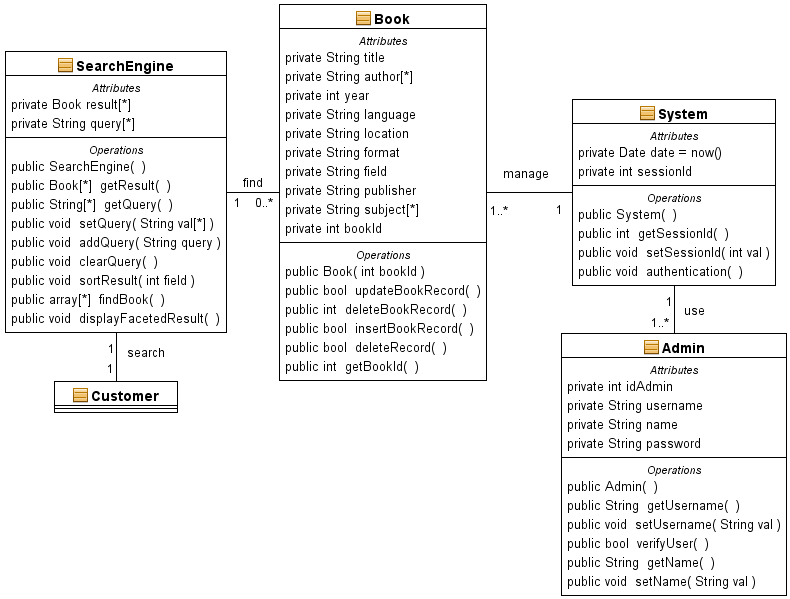 SearchEngine
Attributes
private Book result[*]
private String query[*]
Operations
public SearchEngine( )
public Book[*] getResult( )
public String[*] getQuery( )
public void setQuery( String val[*] )
public void addQuery( String query )
public void clearQuery( )
public void sortResult( int field )
public array[*] findBook( )
public void displayFacetedResult( )
1
search
1
Customer
find
1 0..*
Book
Attributes
private String title
private String author[*]
private int year
private String language
private String location
private String format
private String field
private String publisher
private String subject[*]
private int bookId
Operations
public Book( int bookId )
public bool updateBookRecord( )
public int deleteBookRecord( )
public bool insertBookRecord( )
public bool deleteRecord( )
public int getBookId( )
manage
1..* 1
System
Attributes
private Date date = now()
private int sessionId
Operations
public System( )
public int getSessionId( )
public void setSessionId( int val )
public void authentication( )
1
use
1..*
Admin
Attributes
private int idAdmin
private String username
private String name
private String password
Operations
public Admin( )
public String getUsername( )
public void setUsername( String val )
public bool verifyUser( )
public String getName( )
public void setName( String val )